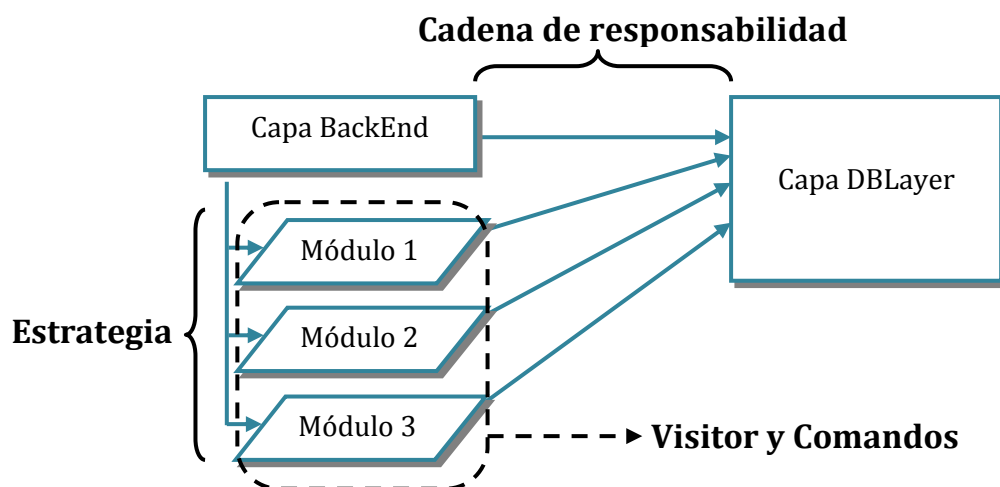 Cadena de responsabilidad
Capa BackEnd
Capa DBLayer
Módulo 1
Módulo 2
Estrategia
Módulo 3
Visitor y Comandos